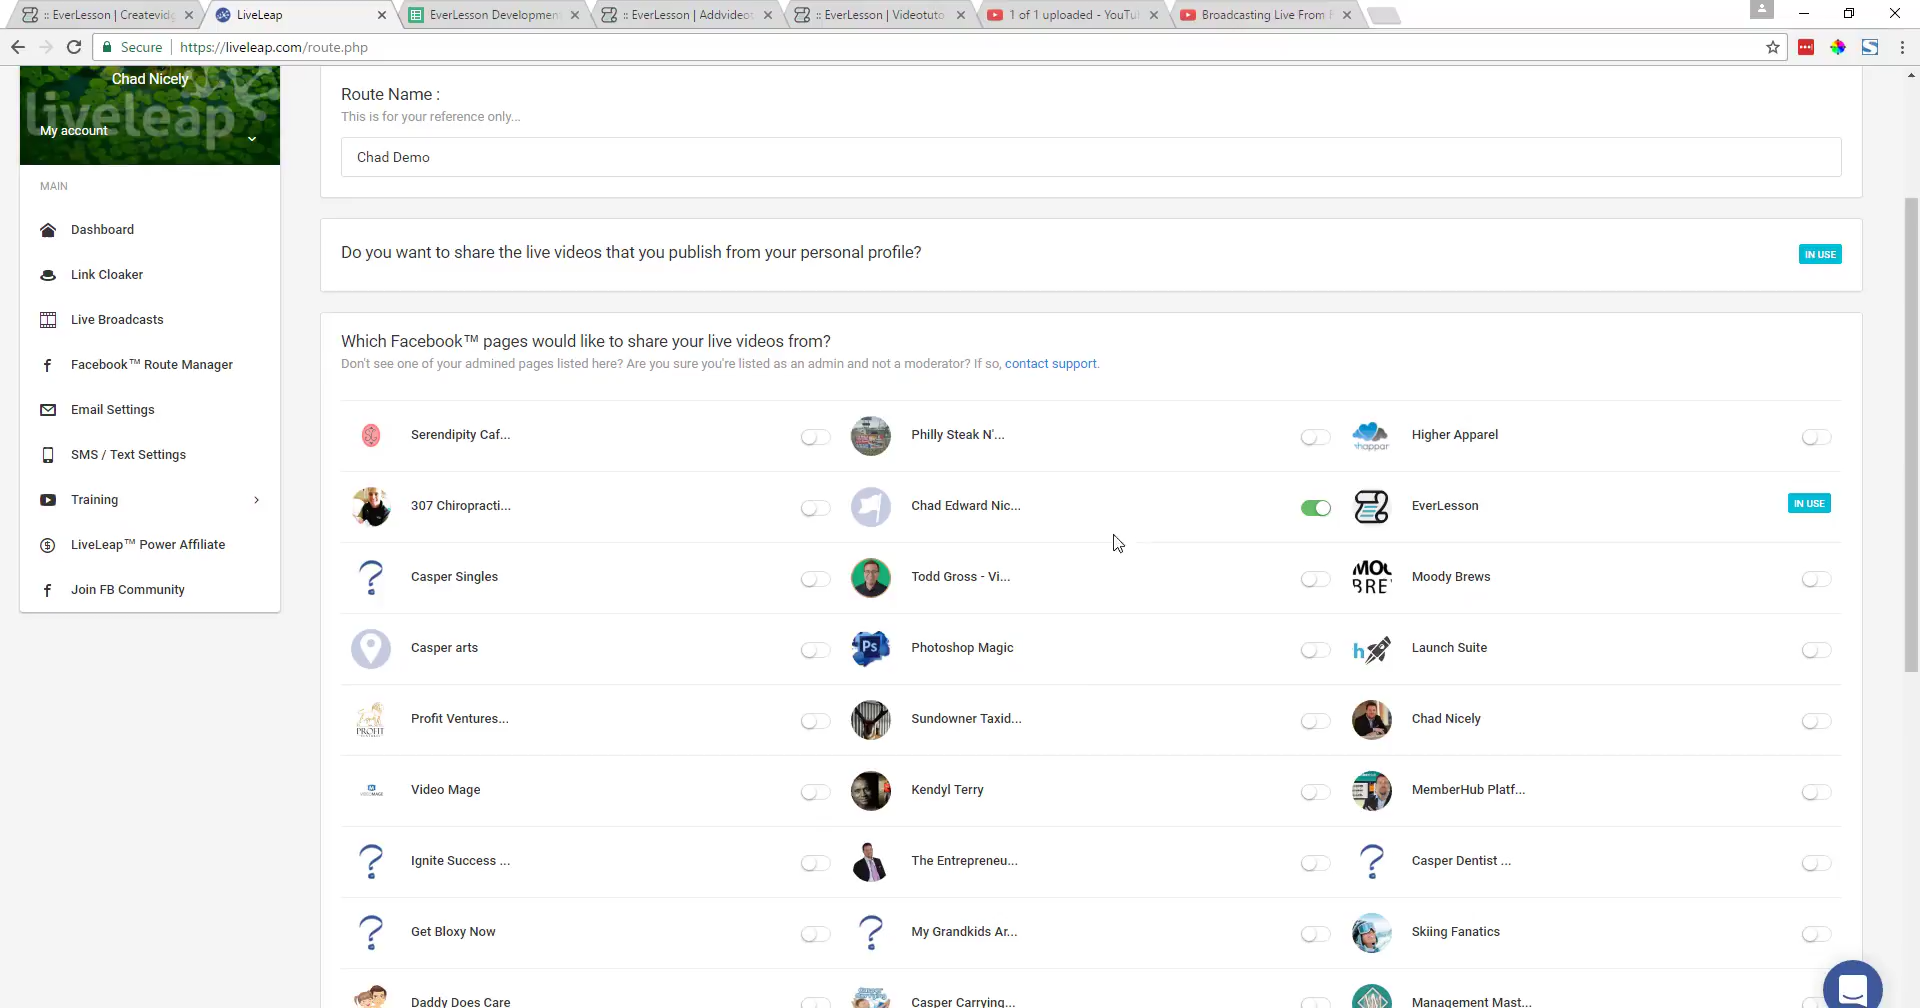 :: EverLesson | Createvidg
LiveLeap
EverLesson Developmen
:: EverLesson | Addvideos
:: EverLesson | Videotuto
1 of 1 uploaded - YouTu
Broadcasting Live From F
Secure
https://liveleap.com/route.php
Chad Nicely
liveleap
My account
MAIN
Dashboard
Link Cloaker
Live Broadcasts
Facebook™ Route Manager
Email Settings
SMS / Text Settings
Training
LiveLeap™ Power Affiliate
Join FB Community
Route Name :
This is for your reference only...
Chad Demo
Do you want to share the live videos that you publish from your personal profile?
IN USE
Which Facebook™ pages would like to share your live videos from?
Don't see one of your admined pages listed here? Are you sure you're listed as an admin and not a moderator? If so, contact support.
Serendipity Caf...
Philly Steak N'...
happar
Higher Apparel
307 Chiropracti...
Chad Edward Nic...
EverLesson
IN USE
Casper Singles
Todd Gross - Vi...
Moody Brews
Casper arts
Ps
Photoshop Magic
h
Launch Suite
PROFIT
Profit Ventures...
Sundowner Taxid...
Chad Nicely
Video Mage
Kendyl Terry
MemberHub Platf...
Ignite Success ...
The Entrepreneu...
Casper Dentist ...
Get Bloxy Now
My Grandkids Ar...
Skiing Fanatics
Daddy Does Care
Casper Carrying...
Management Mast...